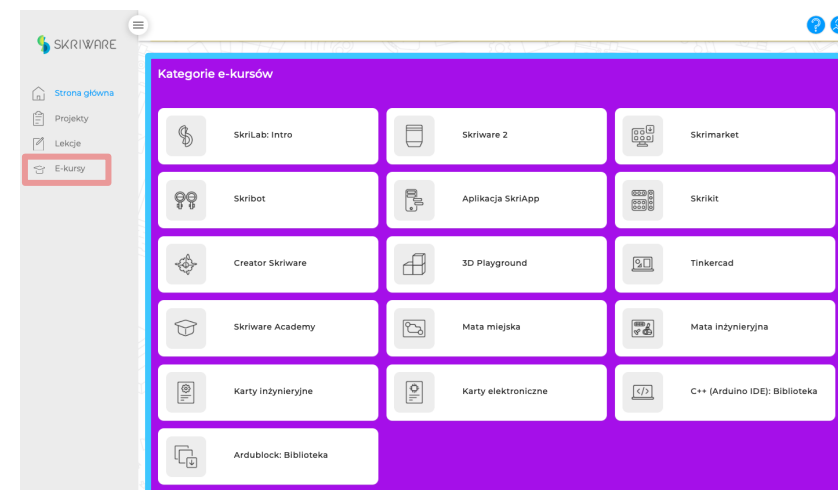 SKRIWARE
Strona główna
Projekty
Lekcje
E-kursy
?
Kategorie e-kursów
SkriLab: Intro
Skriware 2
Skrimarket
Skribot
Aplikacja SkriApp
Skrikit
Creator Skriware
3D Playground
Tinkercad
Skriware Academy
Mata miejska
Mata inżynieryjna
Karty inżynieryjne
Karty elektroniczne
C++ (Arduino IDE): Biblioteka
Ardublock: Biblioteka